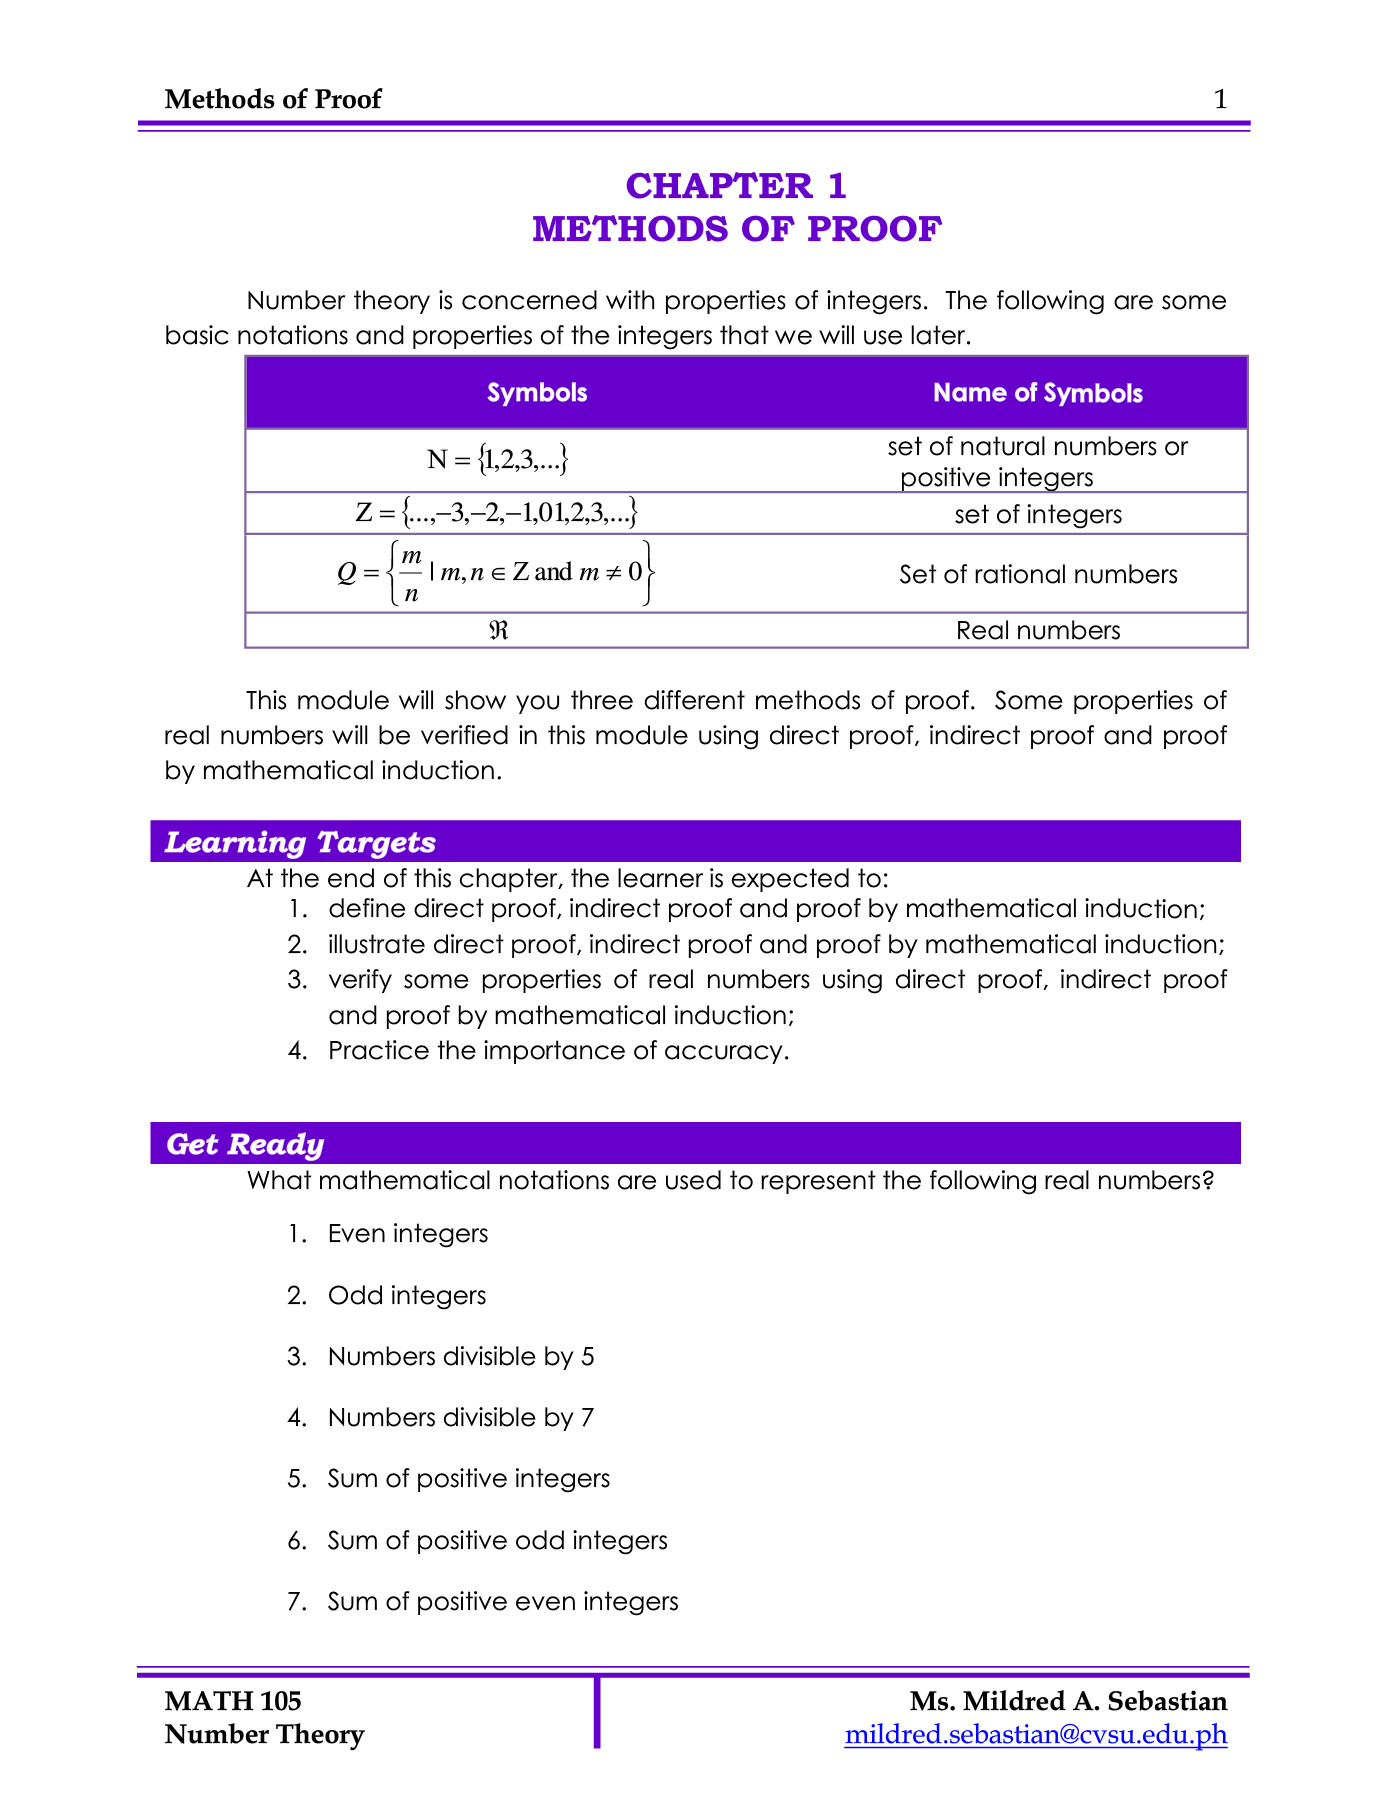 Methods of Proof 1
CHAPTER 1
METHODS OF PROOF
Number theory is concerned with properties of integers. The following are some
basic notations and properties of the integers that we will use later.
Symbols Name of Symbols
N = {1,2,3,...} set of natural numbers or
positive integers
Z = {...,−3,−2,−1,01,2,3,...} set of integers
Q = {m/n | m, n ∈ Z and m ≠ 0} Set of rational numbers
ℜ Real numbers
This module will show you three different methods of proof. Some properties of
real numbers will be verified in this module using direct proof, indirect proof and proof
by mathematical induction.
Learning Targets
At the end of this chapter, the learner is expected to:
1. define direct proof, indirect proof and proof by mathematical induction;
2. illustrate direct proof, indirect proof and proof by mathematical induction;
3. verify some properties of real numbers using direct proof, indirect proof
and proof by mathematical induction;
4. Practice the importance of accuracy.
Get Ready
What mathematical notations are used to represent the following real numbers?
1. Even integers
2. Odd integers
3. Numbers divisible by 5
4. Numbers divisible by 7
5. Sum of positive integers
6. Sum of positive odd integers
7. Sum of positive even integers
MATH 105 Ms. Mildred A. Sebastian
Number Theory mildred.sebastian@cvsu.edu.ph